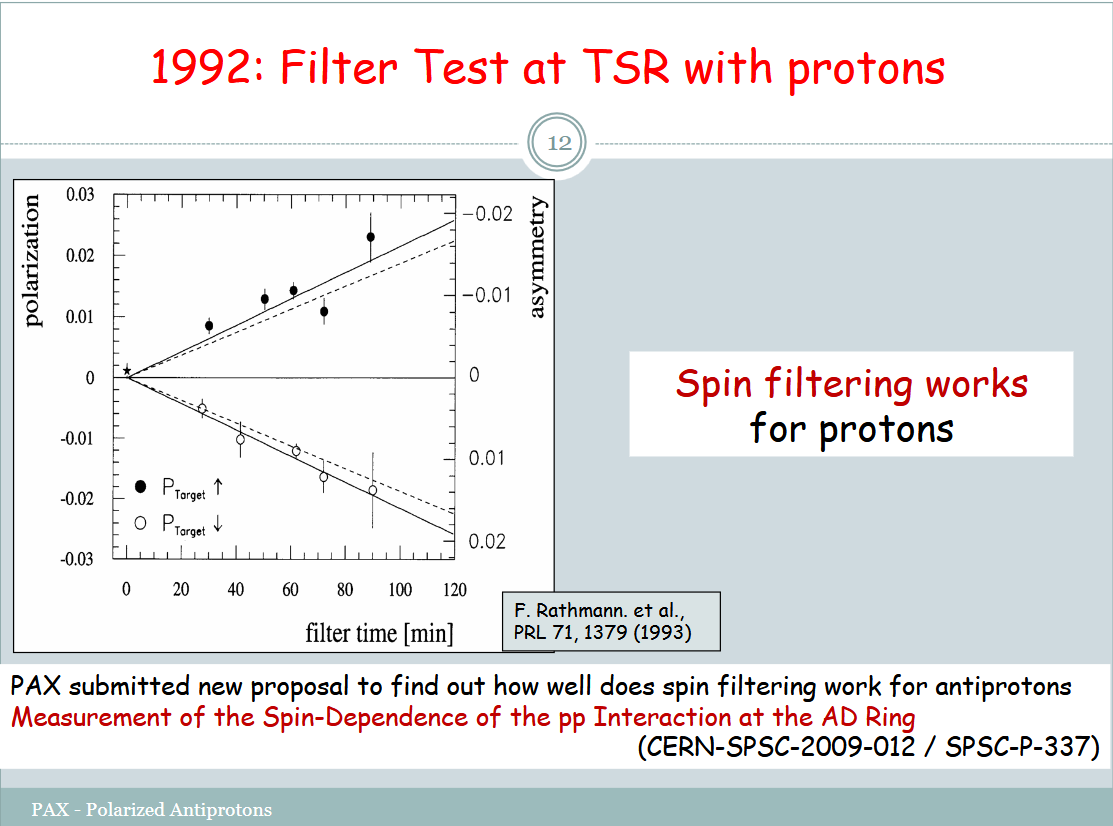 1992: Filter Test at TSR with protons
12
polarization
0.03
0.02
0.01
0
-0.01
-0.02
-0.03
−0.02
−0.01
0
0.01
0.02
asymmetry
P Target ↑
P Target ↓
0 20 40 60 80 100 120
filter time [min]
F. Rathmann. et al.,
PRL 71, 1379 (1993)
Spin filtering works
for protons
PAX submitted new proposal to find out how well does spin filtering work for antiprotons
Measurement of the Spin-Dependence of the pp Interaction at the AD Ring
(CERN-SPSC-2009-012 / SPSC-P-337)
PAX - Polarized Antiprotons